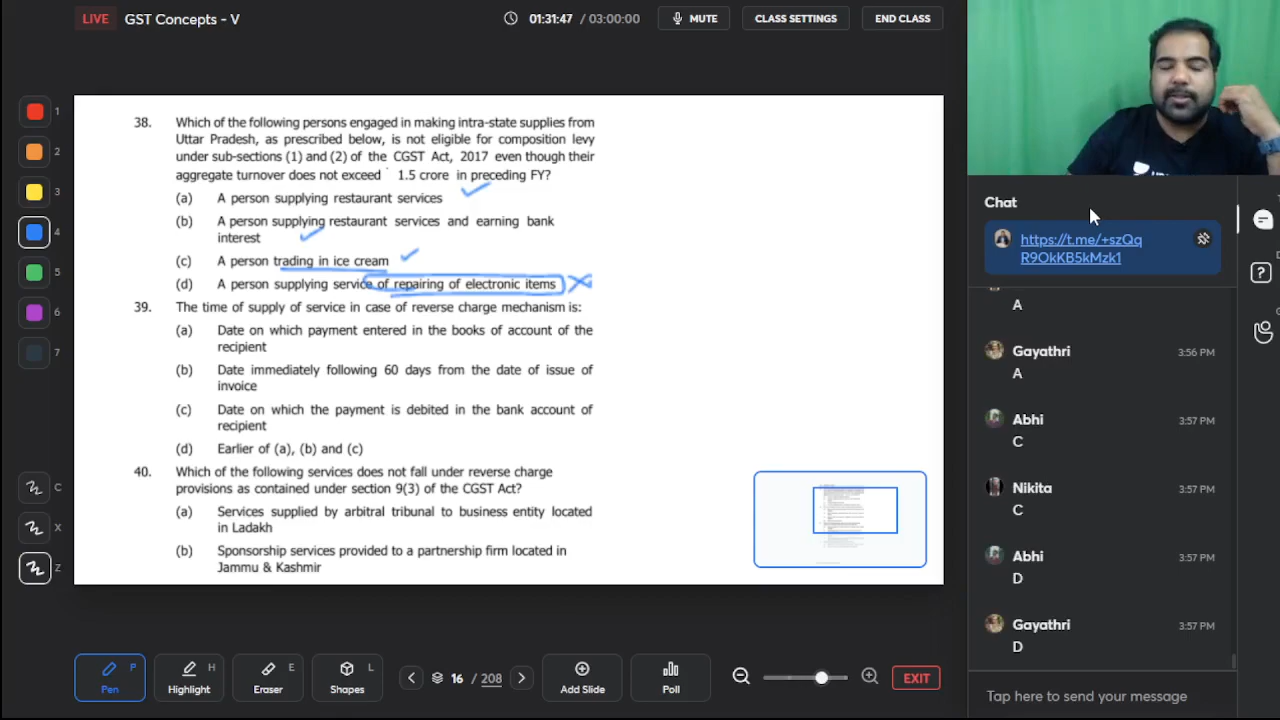 LIVE GST Concepts - V 01:31:47 / 03:00:00 MUTE CLASS SETTINGS END CLASS
1
2
3
4
5
6
7
C
X
Z
38. Which of the following persons engaged in making intra-state supplies from
Uttar Pradesh, as prescribed below, is not eligible for composition levy
under sub-sections (1) and (2) of the CGST Act, 2017 even though their
aggregate turnover does not exceed 1.5 crore in preceding FY?
(a) A person supplying restaurant services
(b) A person supplying restaurant services and earning bank
interest
(c) A person trading in ice cream
(d) A person supplying service of repairing of electronic items
39. The time of supply of service in case of reverse charge mechanism is:
(a) Date on which payment entered in the books of account of the
recipient
(b) Date immediately following 60 days from the date of issue of
invoice
(c) Date on which the payment is debited in the bank account of
recipient
(d) Earlier of (a), (b) and (c)
40. Which of the following services does not fall under reverse charge
provisions as contained under section 9(3) of the CGST Act?
(a) Services supplied by arbitral tribunal to business entity located
in Ladakh
(b) Sponsorship services provided to a partnership firm located in
Jammu & Kashmir
Chat
https://t.me/+szQq
R9OkKB5kMzk1
A
Gayathri 3:56 PM
A
Abhi 3:57 PM
C
Nikita 3:57 PM
C
Abhi 3:57 PM
D
Gayathri 3:57 PM
D
Tap here to send your message
P H E L
Pen Highlight Eraser Shapes 16 / 208 Add Slide Poll EXIT